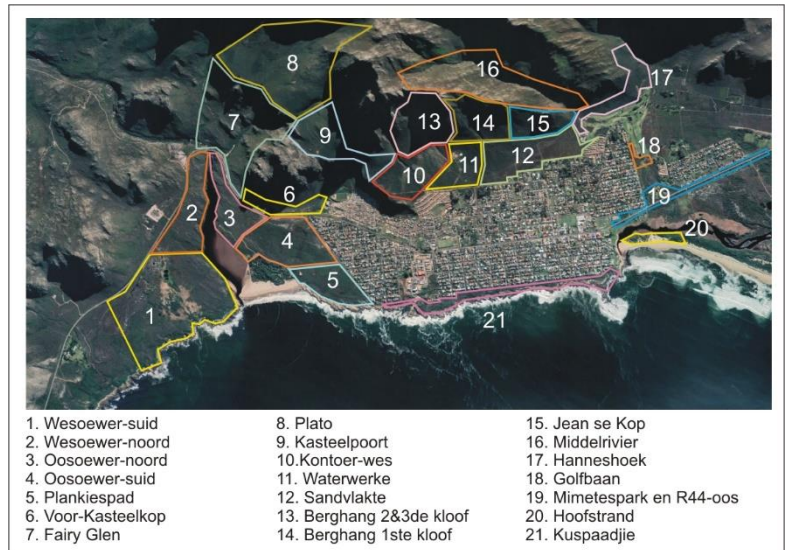 8
16
17
7
13
14
15
9
12
18
10
11
6
19
2
3
20
4
5
1
21
1. Wesoewer-suid
2. Wesoewer-noord
3. Oosoewer-noord
4. Oosoewer-suid
5. Plankiespad
6. Voor-Kasteelkop
7. Fairy Glen
8. Plato
9. Kasteelpoort
10.Kontoer-wes
11. Waterwerke
12. Sandvlakte
13. Berghang 2&3de kloof
14. Berghang 1ste kloof
15. Jean se Kop
16. Middelrivier
17. Hanneshoek
18. Golfbaan
19. Mimetespark en R44-oos
20. Hoofstrand
21. Kuspaadjie